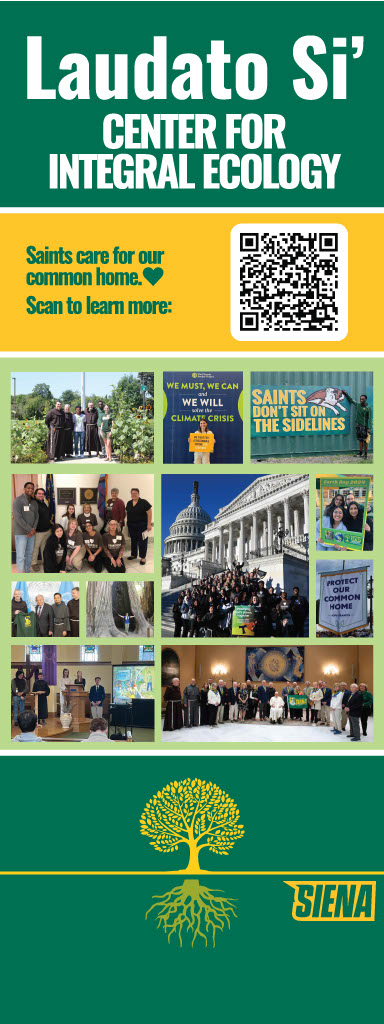 Laudato Si’
CENTER FOR
INTEGRAL ECOLOGY
Saints care for our
common home.
Scan to learn more:
WE MUST, WE CAN
and
WE WILL
solve the
CLIMATE CRISIS
SAINTS
DON'T SIT ON
THE SIDELINES
PROTECT
OUR
COMMON
HOME
SIENA